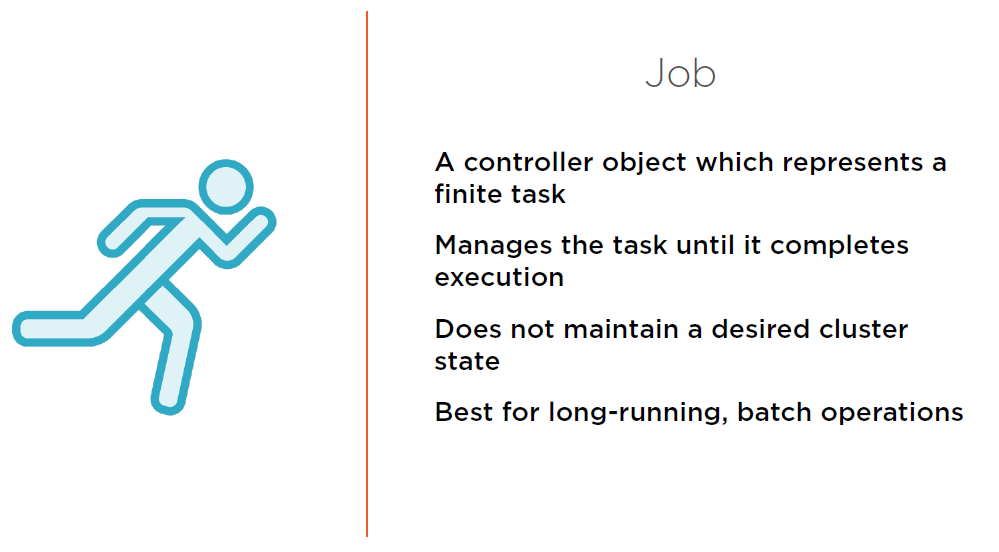 Job
A controller object which represents a
finite task
Manages the task until it completes
execution
Does not maintain a desired cluster
state
Best for long-running, batch operations